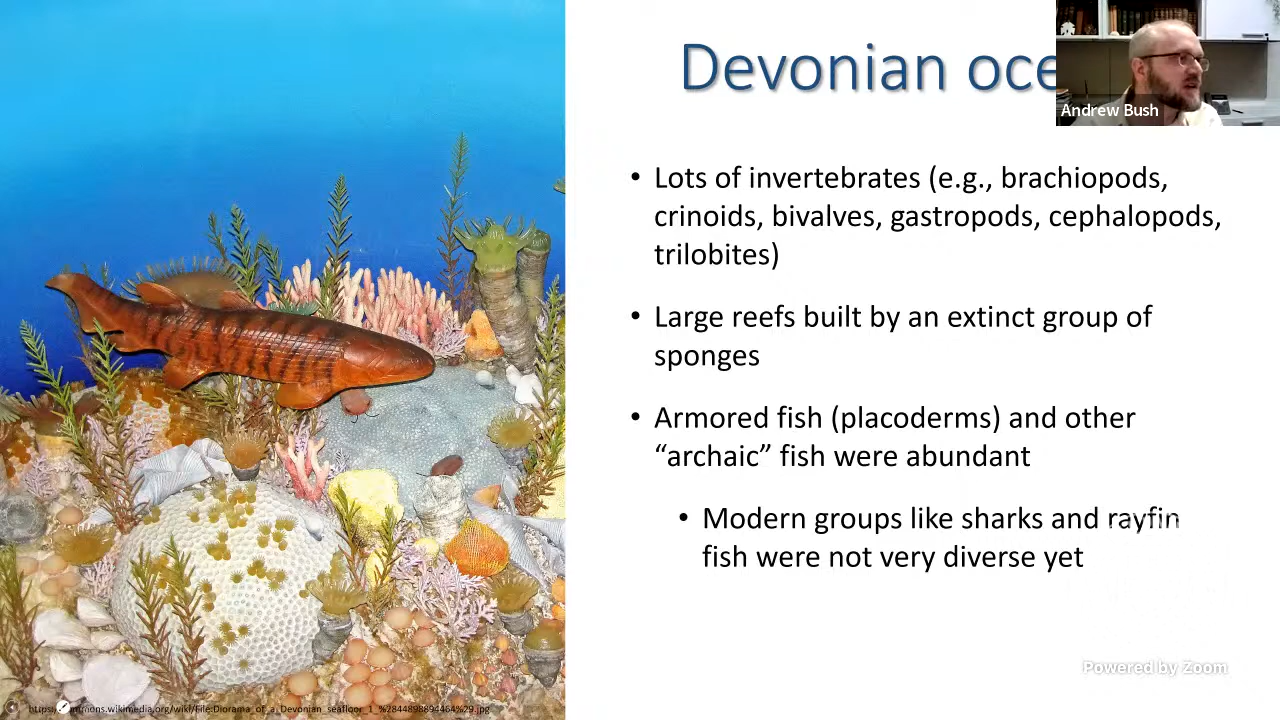 Devonian oce
Andrew Bush
• Lots of invertebrates (e.g., brachiopods,
crinoids, bivalves, gastropods, cephalopods,
trilobites)
• Large reefs built by an extinct group of
sponges
• Armored fish (placoderms) and other
“archaic” fish were abundant
• Modern groups like sharks and rayfin
fish were not very diverse yet
Powered by Zoom